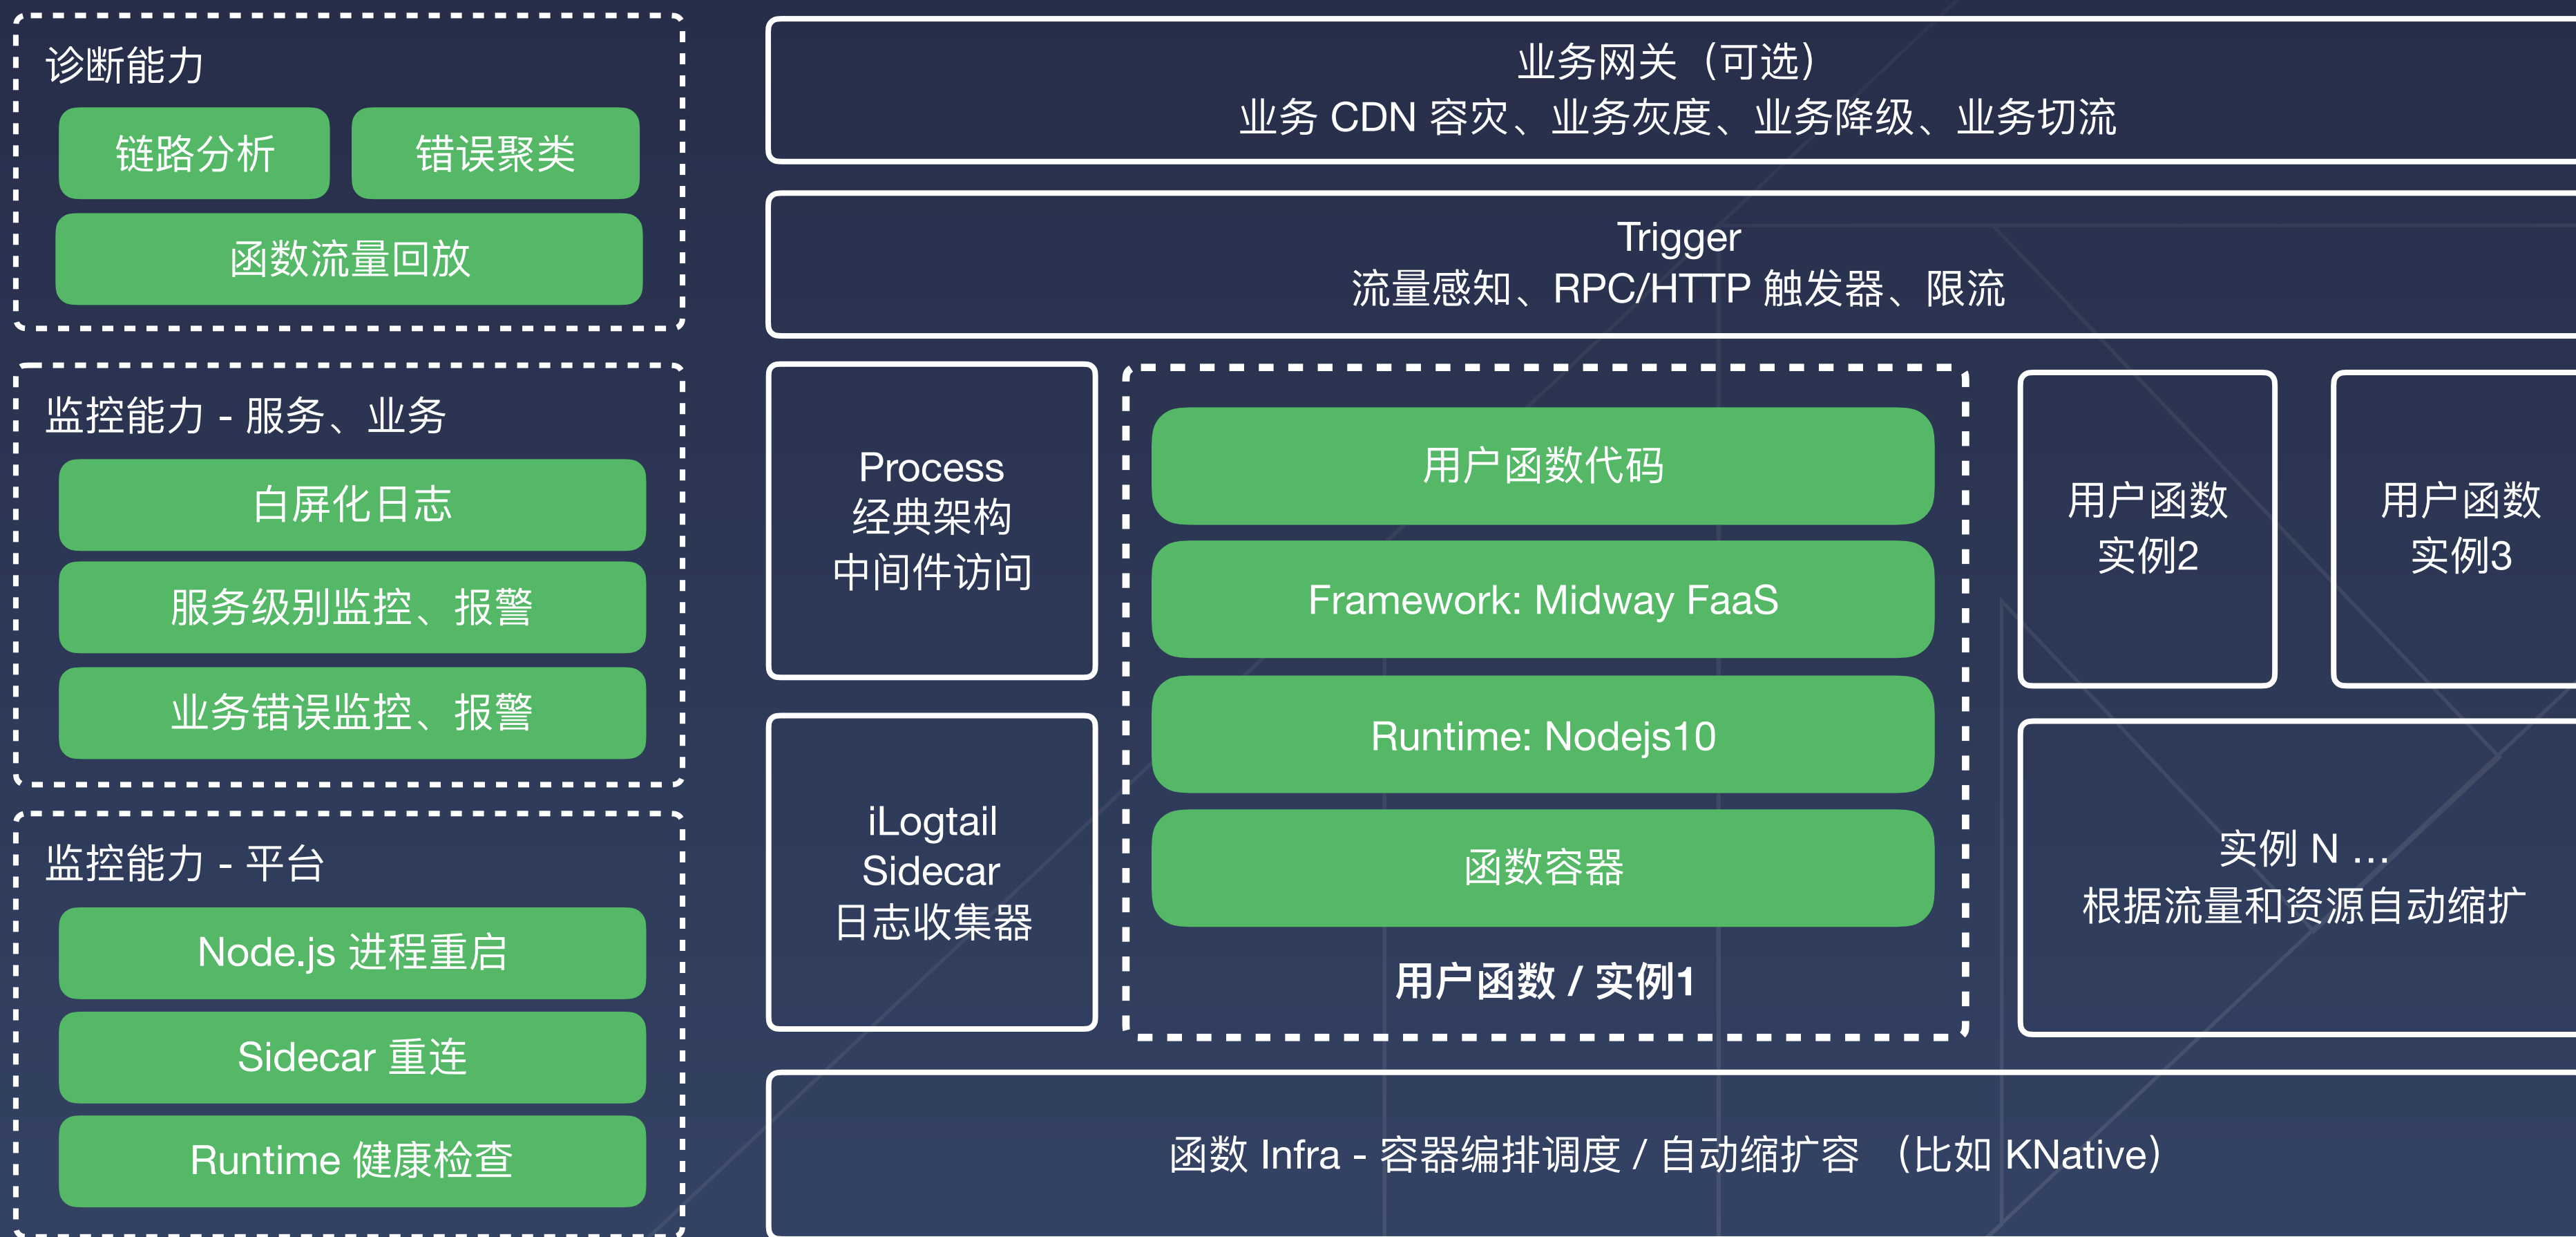 诊断能力
链路分析
错误聚类
函数流量回放
监控能力 - 服务、业务
白屏化日志
服务级别监控、报警
业务错误监控、报警
监控能力 - 平台
Node.js 进程重启
Sidecar 重连
Runtime 健康检查
业务网关（可选）
业务 CDN 容灾、业务灰度、业务降级、业务切流
Trigger
流量感知、RPC/HTTP 触发器、限流
Process
经典架构
中间件访问
iLogtail
Sidecar
日志收集器
用户函数代码
Framework: Midway FaaS
Runtime: Nodejs10
函数容器
用户函数 / 实例1
用户函数
实例2
用户函数
实例3
实例 N ...
根据流量和资源自动缩扩
函数 Infra - 容器编排调度 / 自动缩扩容 （比如 KNative）